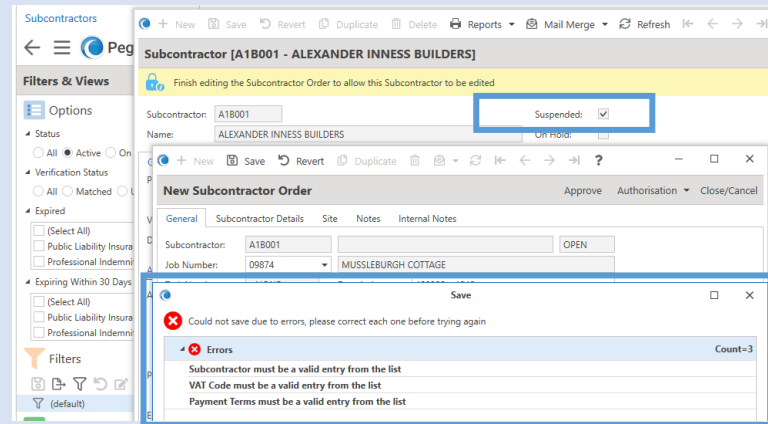 Subcontractors
Peg
Filters & Views
Options
Status
All Active On
Verification Status
All Matched U
Expired
(Select All)
Public Liability Insura
Professional Indemni
Expiring Within 30 Days
(Select All)
Public Liability Insura
Professional Indemni
Filters
(default)
+ New Save Revert Duplicate Delete Reports Mail Merge Refresh
Subcontractor [A1B001 - ALEXANDER INNESS BUILDERS]
Finish editing the Subcontractor Order to allow this Subcontractor to be edited
Subcontractor: A1B001 Suspended:
Name: ALEXANDER INNESS BUILDERS On Hold:
+ New Save Revert Duplicate ?
New Subcontractor Order Approve Authorisation Close/Cancel
General Subcontractor Details Site Notes Internal Notes
Subcontractor: A1B001 OPEN
Job Number: 09874 MUSSLEBURGH COTTAGE
Save
Could not save due to errors, please correct each one before trying again
Errors Count=3
Subcontractor must be a valid entry from the list
VAT Code must be a valid entry from the list
Payment Terms must be a valid entry from the list